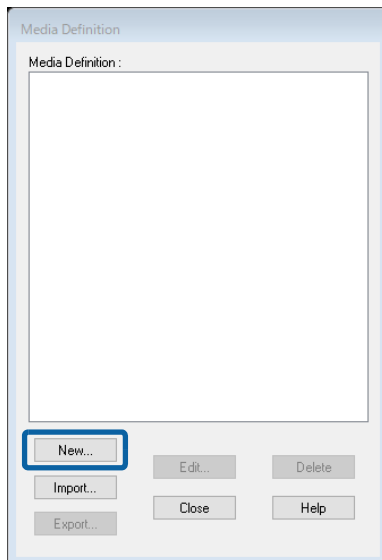 Media Definition
Media Definition :
New...
Edit...
Delete
Import...
Close
Help
Export...